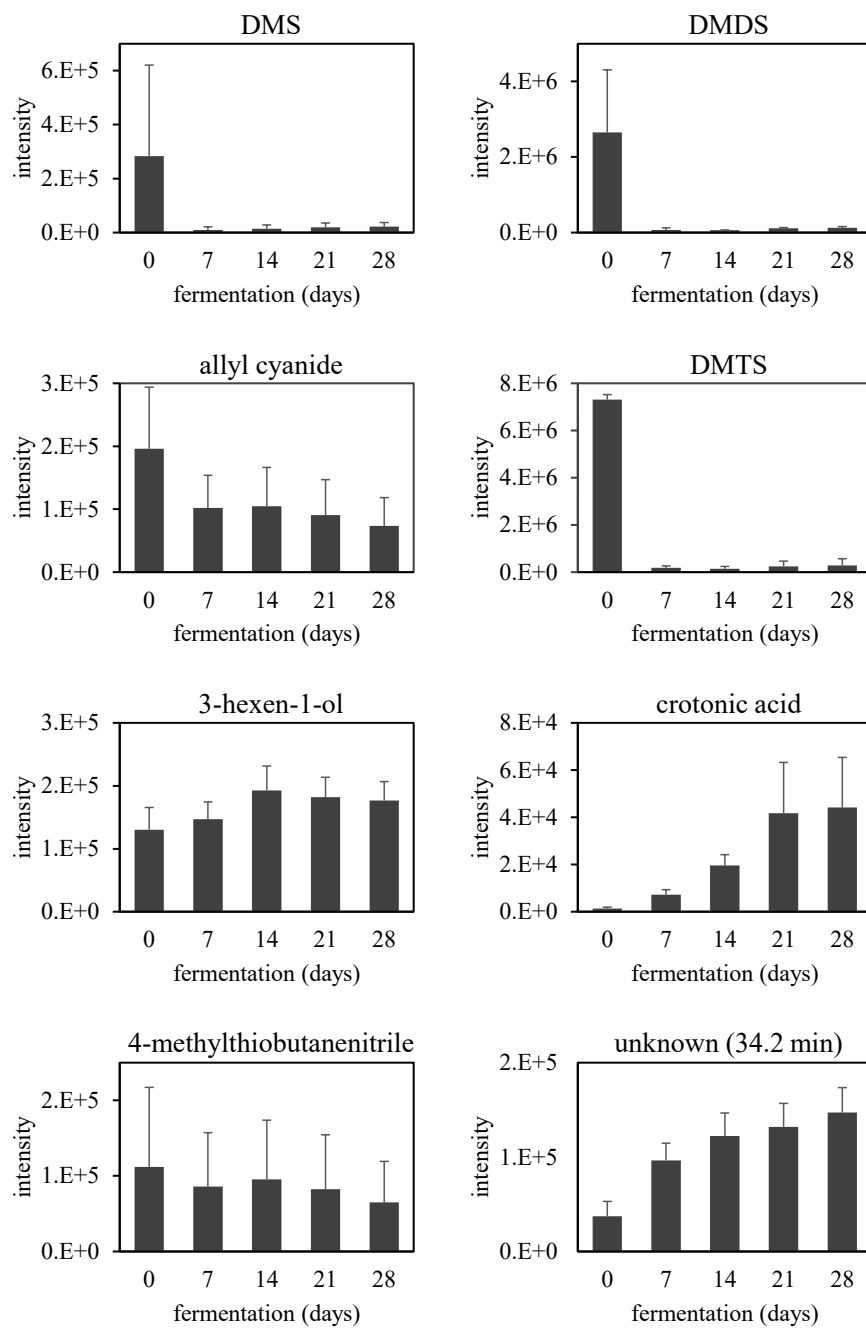 DMS
6.E+5
4.E+5
2.E+5
0.E+0
intensity
0 7 14 21 28
fermentation (days)
DMDS
4.E+6
2.E+6
0.E+0
intensity
0 7 14 21 28
fermentation (days)
allyl cyanide
3.E+5
2.E+5
1.E+5
0.E+0
intensity
0 7 14 21 28
fermentation (days)
DMTS
8.E+6
6.E+6
4.E+6
2.E+6
0.E+0
intensity
0 7 14 21 28
fermentation (days)
3-hexen-1-ol
3.E+5
2.E+5
1.E+5
0.E+0
intensity
0 7 14 21 28
fermentation (days)
crotonic acid
8.E+4
6.E+4
4.E+4
2.E+4
0.E+0
intensity
0 7 14 21 28
fermentation (days)
4-methylthiobutanenitrile
2.E+5
1.E+5
0.E+0
intensity
0 7 14 21 28
fermentation (days)
unknown (34.2 min)
2.E+5
1.E+5
0.E+0
intensity
0 7 14 21 28
fermentation (days)